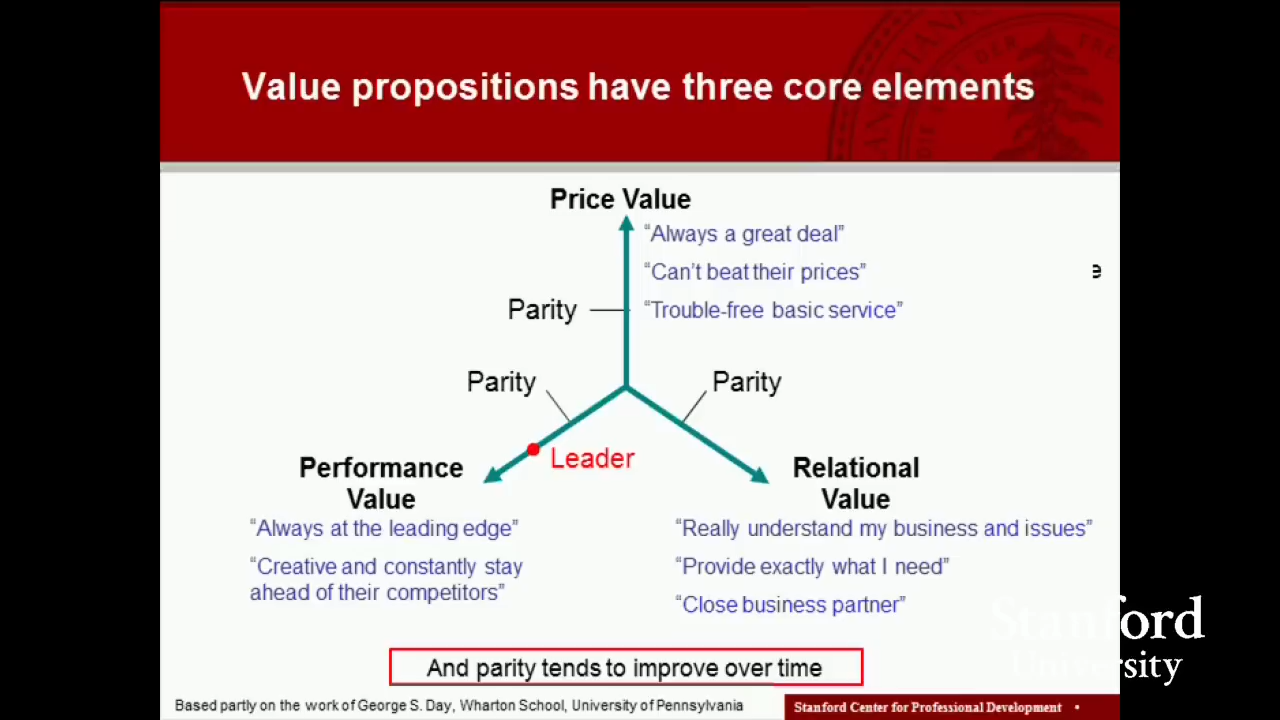 Value propositions have three core elements
Price Value
“Always a great deal”
“Can’t beat their prices”
e
Parity
“Trouble-free basic service”
Parity
Parity
Leader
Performance
Value
“Always at the leading edge”
“Creative and constantly stay
ahead of their competitors”
Relational
Value
“Really understand my business and issues”
“Provide exactly what I need”
“Close business partner”
Stanford
University
And parity tends to improve over time
Based partly on the work of George S. Day, Wharton School, University of Pennsylvania
Stanford Center for Professional Development •